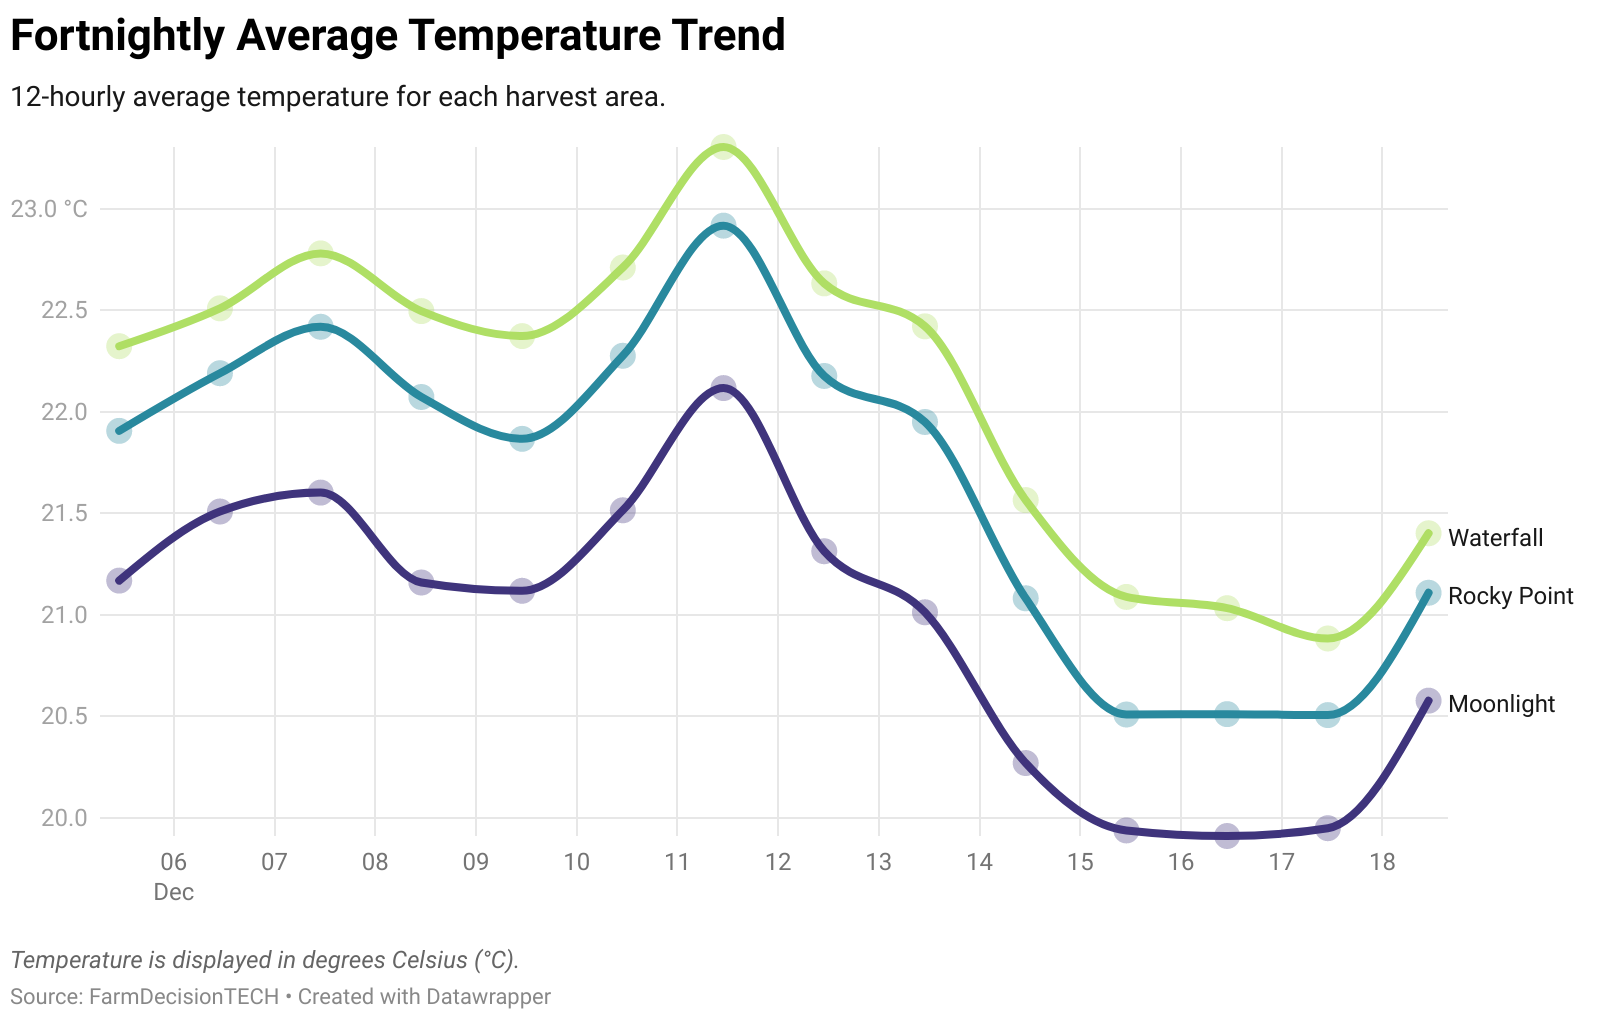 Fortnightly Average Temperature Trend
12-hourly average temperature for each harvest area.
23.0 °C
22.5
22.0
21.5
21.0
20.5
20.0
Waterfall
Rocky Point
Moonlight
06 07 08 09 10 11 12 13 14 15 16 17 18
Dec
Temperature is displayed in degrees Celsius (°C).
Source: FarmDecisionTECH • Created with Datawrapper